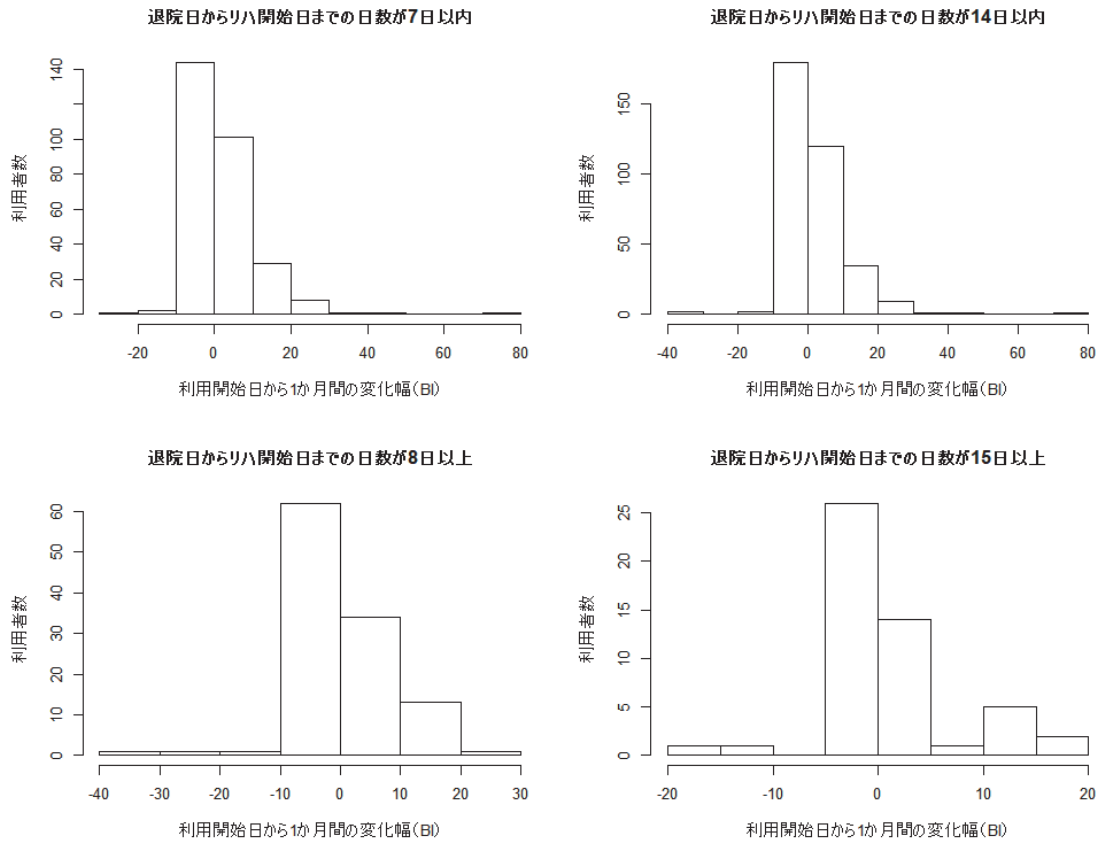 退院日からリハ開始日までの日数が7日以内
利用者数
140
100
80
60
40
20
0
-20 0 20 40 60 80
利用開始日から1か月間の変化幅(BI)
退院日からリハ開始日までの日数が14日以内
利用者数
150
100
50
0
-40 -20 0 20 40 60 80
利用開始日から1か月間の変化幅(BI)
退院日からリハ開始日までの日数が8日以上
利用者数
60
50
40
30
20
10
0
-40 -30 -20 -10 0 10 20 30
利用開始日から1か月間の変化幅(BI)
退院日からリハ開始日までの日数が15日以上
利用者数
25
20
15
10
5
0
-20 -10 0 10 20
利用開始日から1か月間の変化幅(BI)